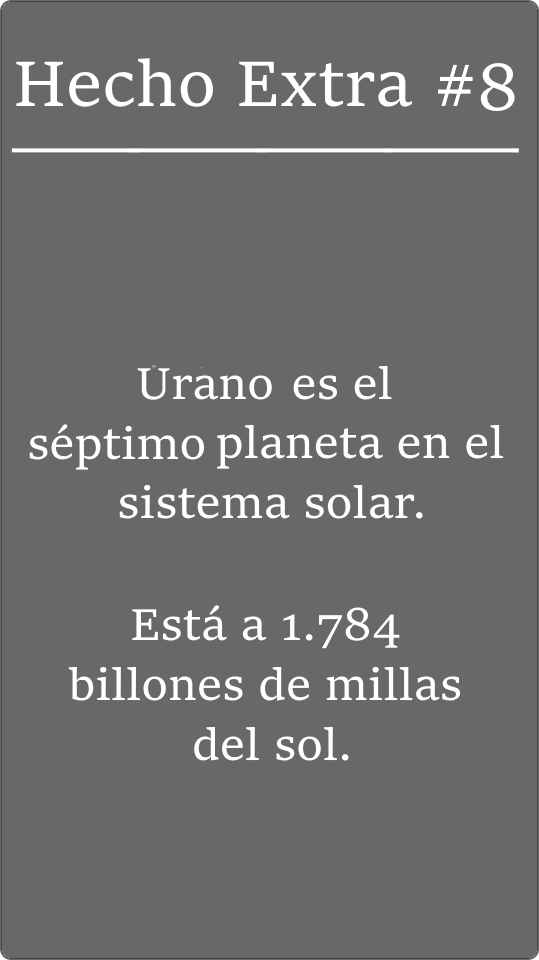 Hecho Extra #8
Urano es el
séptimo planeta en el
sistema solar.
Está a 1.784
billones de millas
del sol.